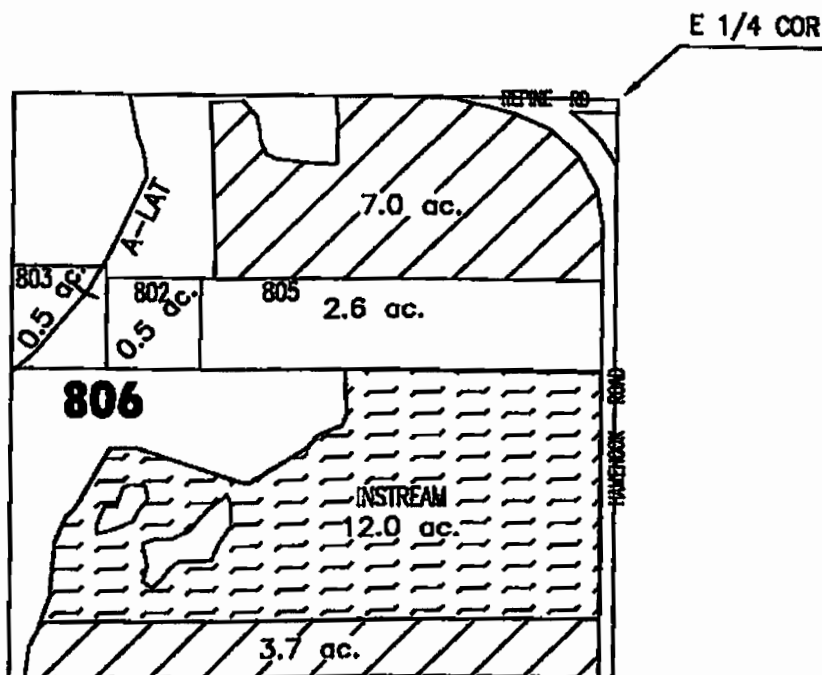 E 1/4 COR
REPINE RD
7.0 ac.
A-LAT
803
0.5 ac.
802
0.5 ac.
805
2.6 ac.
806
ROAD
INSTREAM
12.0 ac.
3.7 ac.